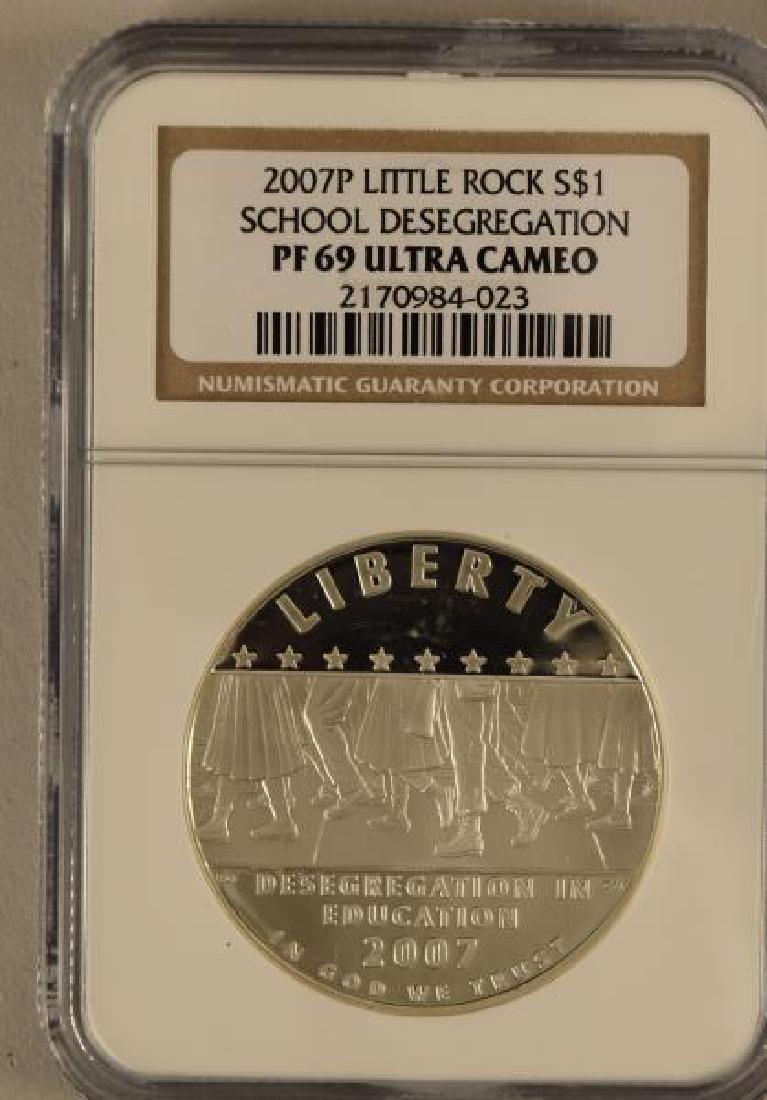 2007P LITTLE ROCK S$1
SCHOOL DESEGREGATION
PF 69 ULTRA CAMEO
2170984-023
NUMISMATIC GUARANTY CORPORATION
LIBERTY
DESEGREGATION IN
EDUCATION
2007
IN GOD WE TRUST